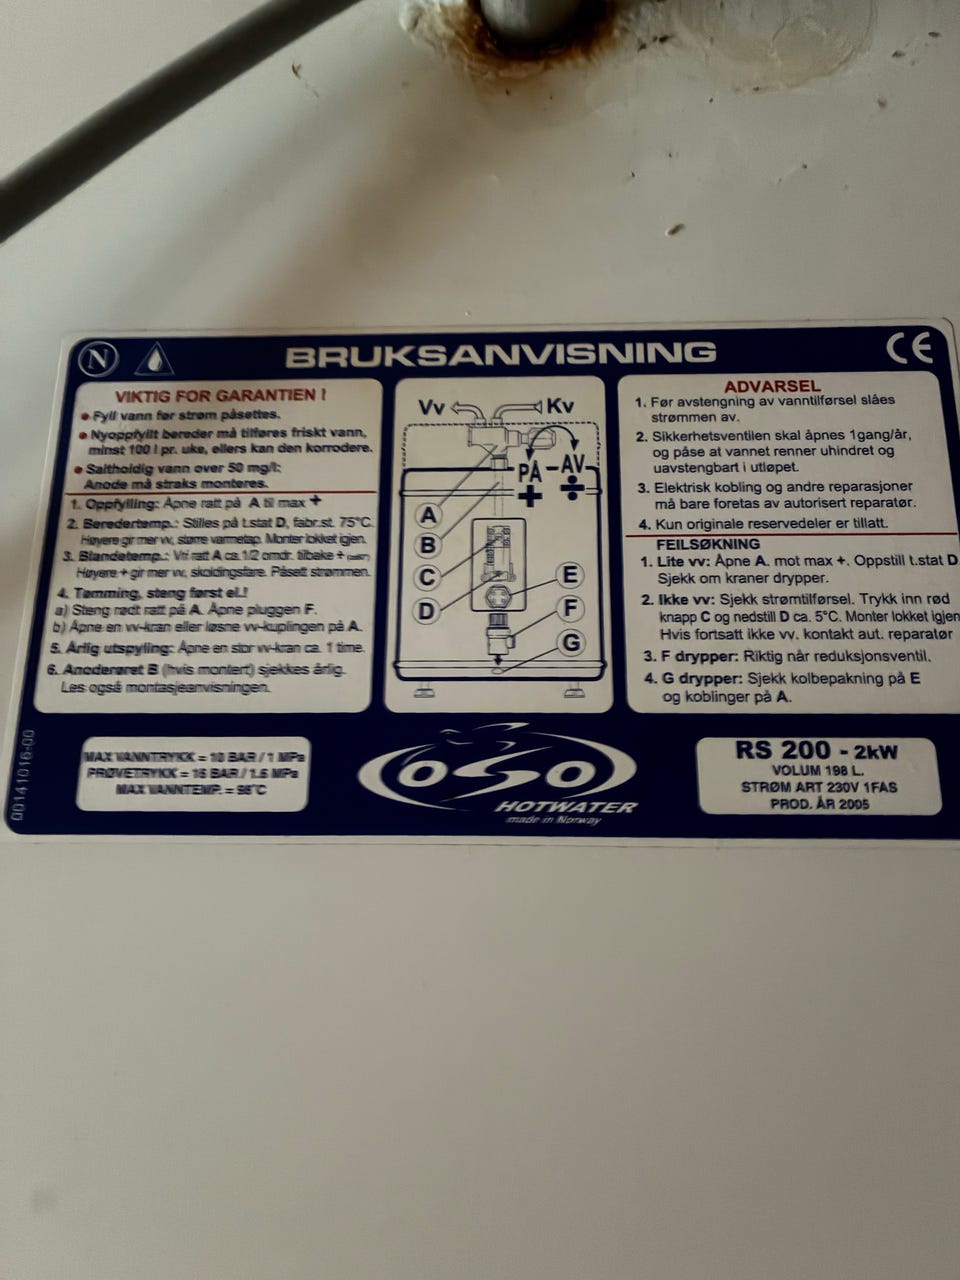 N
BRUKSANVISNING
CE
VIKTIG FOR GARANTIEN !
• Fyll vann før strøm påsettes.
• Nyoppfyllt bereder må tilføres friskt vann,
minst 100 l pr. uke, ellers kan den korrodere.
• Saltholdig vann over 50 mg/l:
Anode må straks monteres.
1. Oppfylling: Åpne ratt på A til max +
2. Beredertemp.: Stilles på t.stat D, fabr.st. 75°C.
Høyere gir mer vv, større varmetap. Monter lokket igjen.
3. Blandetemp.: Vri ratt A ca. 1/2 omdr. tilbake +
Høyere + gir mer vv, skoldingsfare. Påsett strømmen.
4. Tømming, steng først el.!
a) Steng rødt ratt på A. Åpne pluggen F.
b) Åpne en vv-kran eller løsne vv-kuplingen på A.
5. Årlig utspyling: Åpne en stor vv-kran ca. 1 time.
6. Anoderøret B (hvis montert) sjekkes årlig.
Les også montasjeanvisningen.
Vv Kv
PÅ – AV
+ ÷
A
B
C
D
E
F
G
ADVARSEL
1. Før avstengning av vanntilførsel slåes
strømmen av.
2. Sikkerhetsventilen skal åpnes 1gang/år,
og påse at vannet renner uhindret og
uavstengbart i utløpet.
3. Elektrisk kobling og andre reparasjoner
må bare foretas av autorisert reparatør.
4. Kun originale reservedeler er tillatt.
FEILSØKNING
1. Lite vv: Åpne A. mot max +. Oppstill t.stat D
Sjekk om kraner drypper.
2. Ikke vv: Sjekk strømtilførsel. Trykk inn rød
knapp C og nedstill D ca. 5°C. Monter lokket igjen
Hvis fortsatt ikke vv. kontakt aut. reparatør
3. F drypper: Riktig når reduksjonsventil.
4. G drypper: Sjekk kolbepakning på E
og koblinger på A.
00141016-00
MAX VANNTRYKK = 10 BAR / 1 MPa
PRØVETRYKK = 16 BAR / 1.6 MPa
MAX VANNTEMP. = 98°C
OSO
HOTWATER
made in Norway
RS 200 - 2kW
VOLUM 198 L.
STRØM ART 230V 1FAS
PROD. ÅR 2005